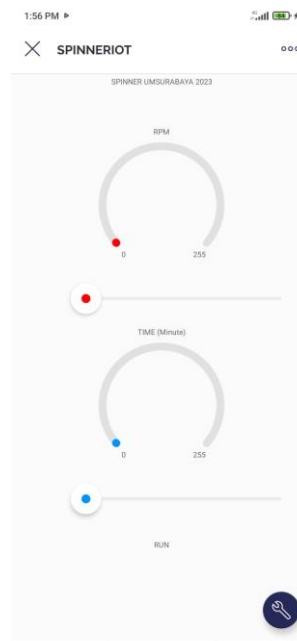 1:56 PM
SPINNERIOT
SPINNER UMSURABAYA 2023
RPM
0 255
TIME (Minute)
0 255
RUN